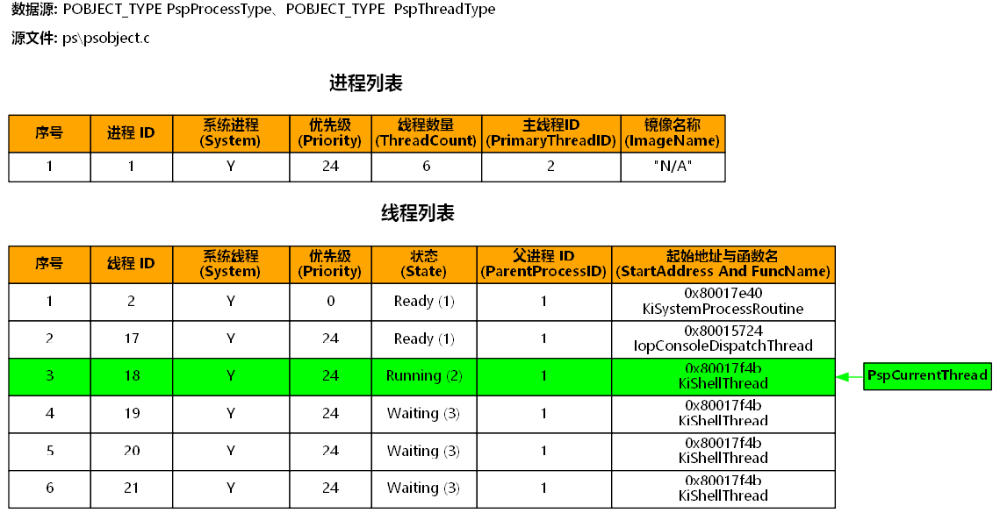 数据源: POBJECT_TYPE PspProcessType、POBJECT_TYPE  PspThreadType
源文件: ps\psobject.c
进程列表
序号 进程 ID 系统进程 (System) 优先级 (Priority) 线程数量 (ThreadCount) 主线程ID (PrimaryThreadID) 镜像名称 (ImageName)
1 1 Y 24 6 2 "N/A"
线程列表
序号 线程 ID 系统线程 (System) 优先级 (Priority) 状态 (State) 父进程 ID (ParentProcessID) 起始地址与函数名 (StartAddress And FuncName)
1 2 Y 0 Ready (1) 1 0x80017e40 KiSystemProcessRoutine
2 17 Y 24 Ready (1) 1 0x80015724 IopConsoleDispatchThread
3 18 Y 24 Running (2) 1 0x80017f4b KiShellThread PspCurrentThread
4 19 Y 24 Waiting (3) 1 0x80017f4b KiShellThread
5 20 Y 24 Waiting (3) 1 0x80017f4b KiShellThread
6 21 Y 24 Waiting (3) 1 0x80017f4b KiShellThread